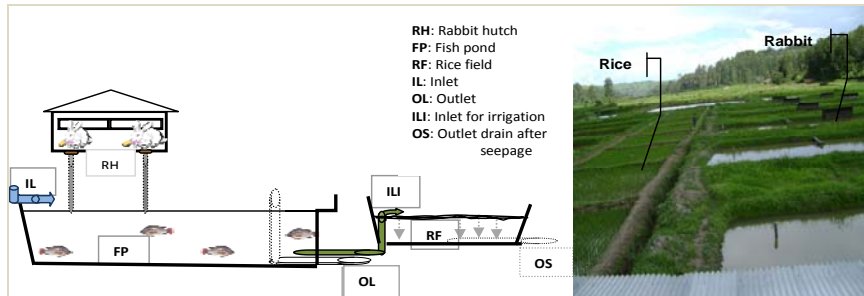 RH: Rabbit hutch
FP: Fish pond
RF: Rice field
IL: Inlet
OL: Outlet
ILI: Inlet for irrigation
OS: Outlet drain after
seepage
RH
IL
FP
ILI
RF
OL
OS
Rice
Rabbit